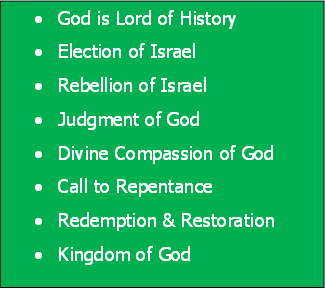 • God is Lord of History
• Election of Israel
• Rebellion of Israel
• Judgment of God
• Divine Compassion of God
• Call to Repentance
• Redemption & Restoration
• Kingdom of God